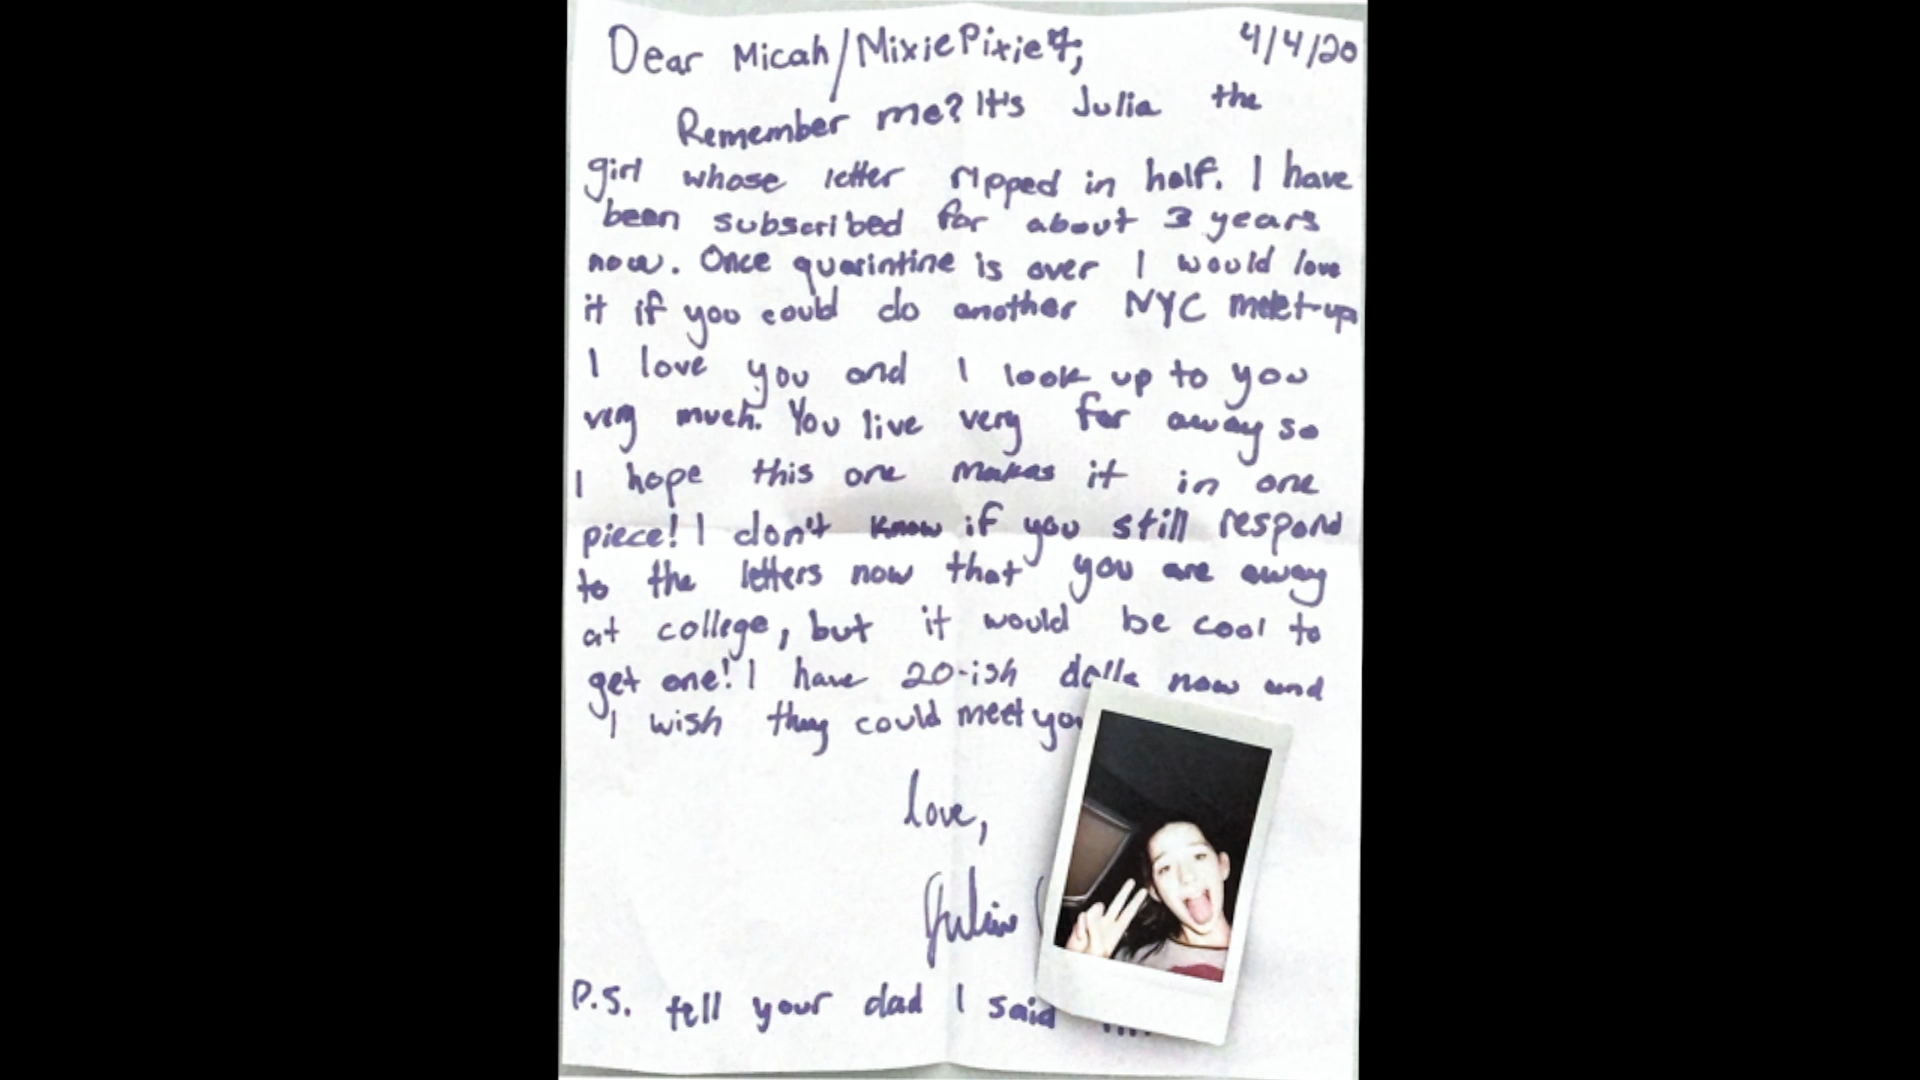 Dear Micah/MixiePixie7, 4/4/20
Remember me? It's Julia the
girl whose letter ripped in half. I have
been subscribed for about 3 years
now. Once quarintine is over I would love
it if you could do another NYC meet-up
I love you and I look up to you
very much. You live very far away so
I hope this one makes it in one
piece! I don't know if you still respond
to the letters now that you are away
at college, but it would be cool to
get one! I have 20-ish dolls now and
I wish they could meet you
Love,
Julia
P.S. tell your dad I said